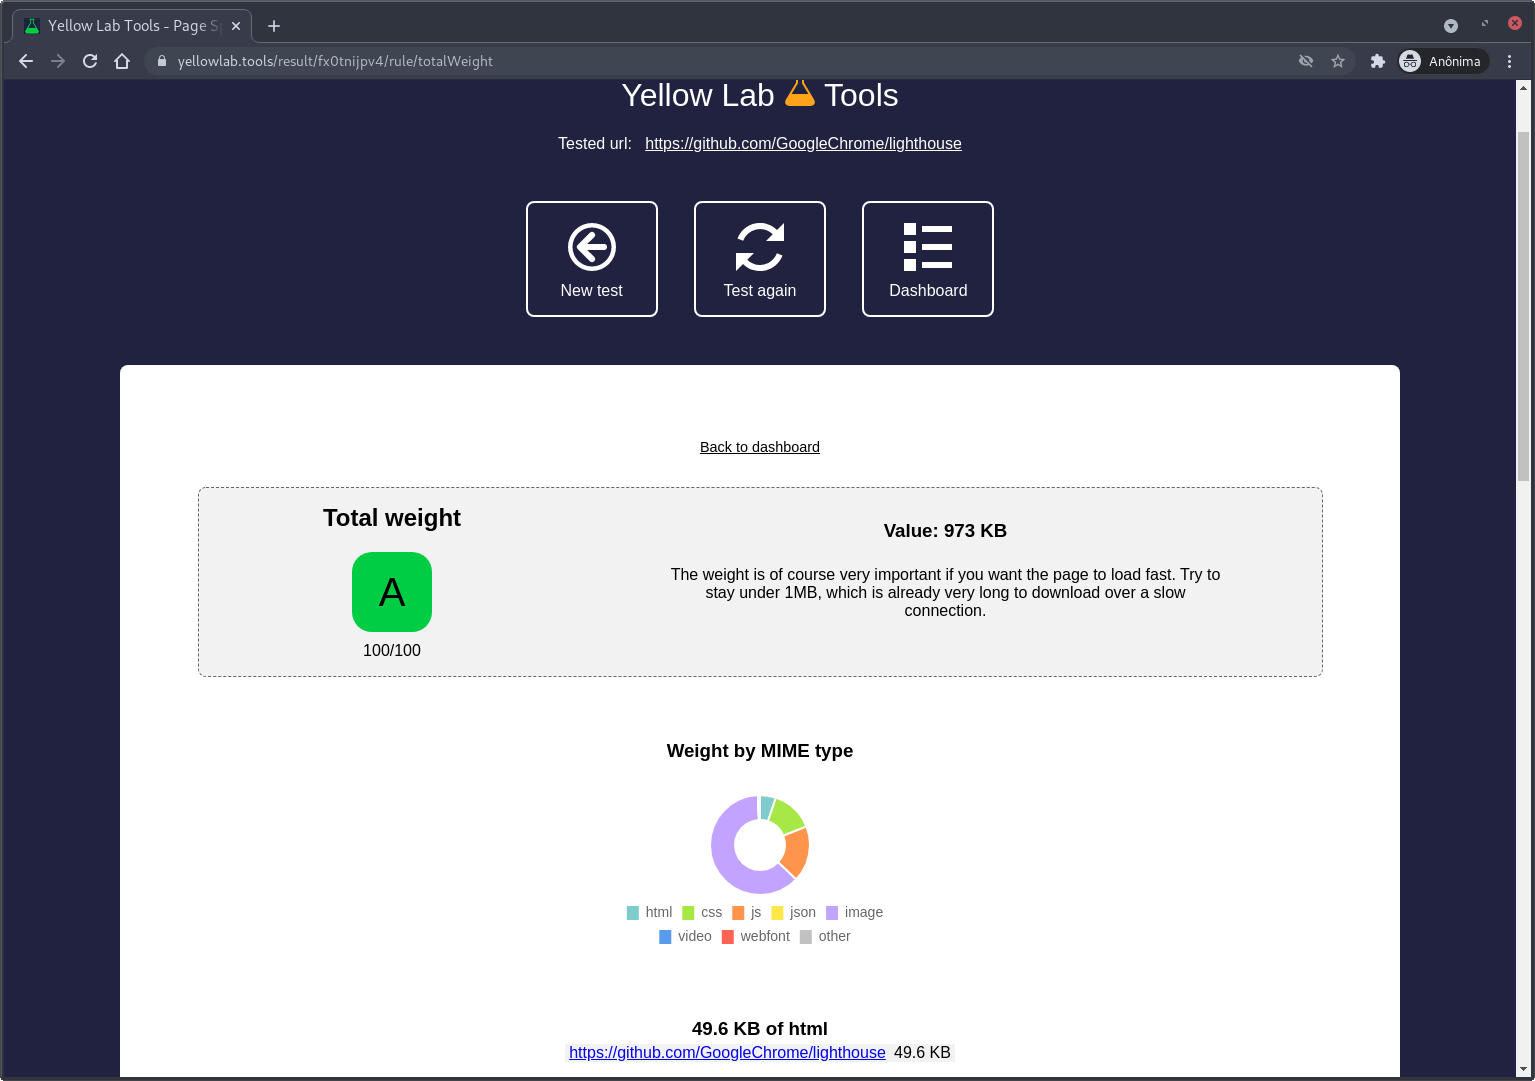 Yellow Lab Tools - Page S
yellowlab.tools/result/fx0tnijpv4/rule/totalWeight
Anônima
Yellow Lab Tools
Tested url: https://github.com/GoogleChrome/lighthouse
New test
Test again
Dashboard
Back to dashboard
Total weight
A
100/100
Value: 973 KB
The weight is of course very important if you want the page to load fast. Try to
stay under 1MB, which is already very long to download over a slow
connection.
Weight by MIME type
html css js json image
video webfont other
49.6 KB of html
https://github.com/GoogleChrome/lighthouse 49.6 KB